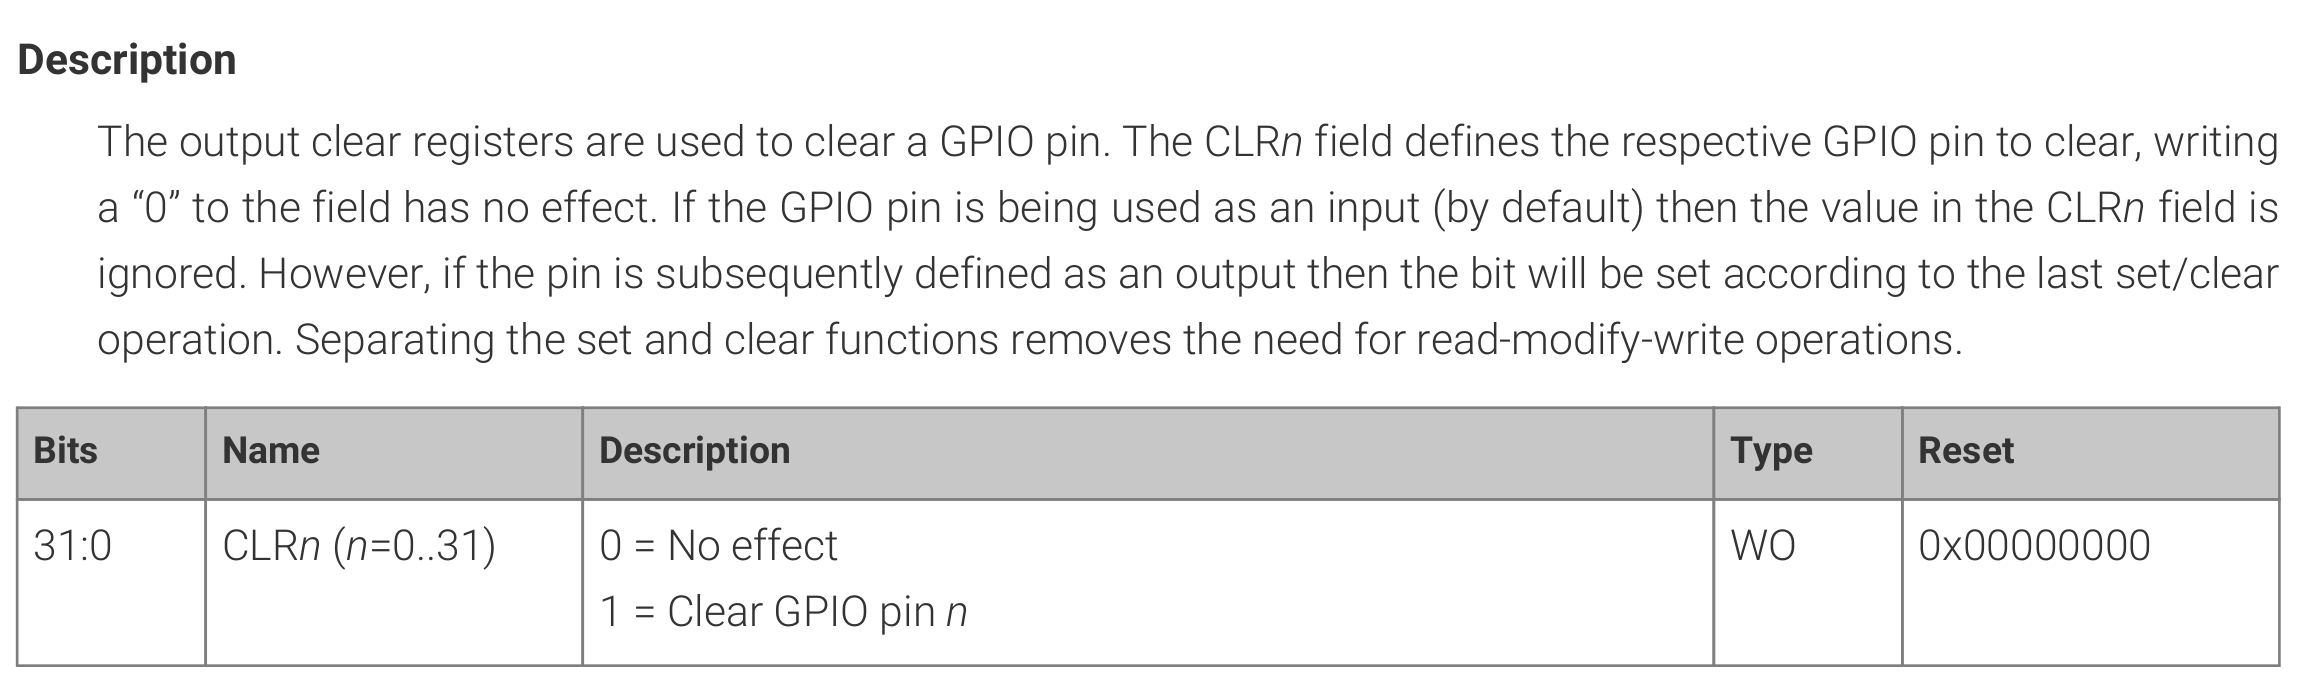 Description
The output clear registers are used to clear a GPIO pin. The CLRn field defines the respective GPIO pin to clear, writing
a “0” to the field has no effect. If the GPIO pin is being used as an input (by default) then the value in the CLRn field is
ignored. However, if the pin is subsequently defined as an output then the bit will be set according to the last set/clear
operation. Separating the set and clear functions removes the need for read-modify-write operations.
Bits Name Description Type Reset
31:0 CLRn (n=0..31) 0 = No effect WO 0x00000000
1 = Clear GPIO pin n